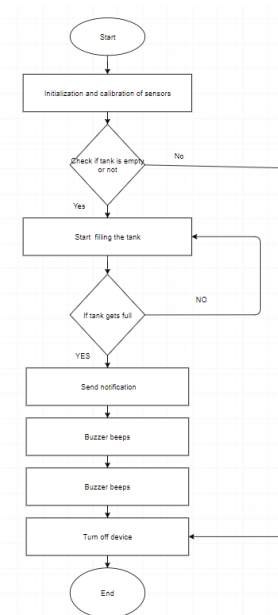 Start
Initialization and calibration of sensors
Check if tank is empty
or not
No
Yes
Start filling the tank
If tank gets full
NO
YES
Send notification
Buzzer beeps
Buzzer beeps
Turn off device
End